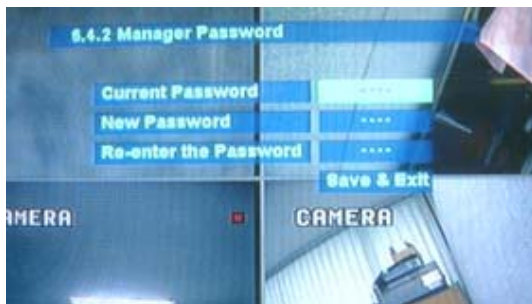 6.4.2 Manager Password
Current Password ----
New Password ----
Re-enter the Password ----
Save & Exit
AMERA
CAMERA